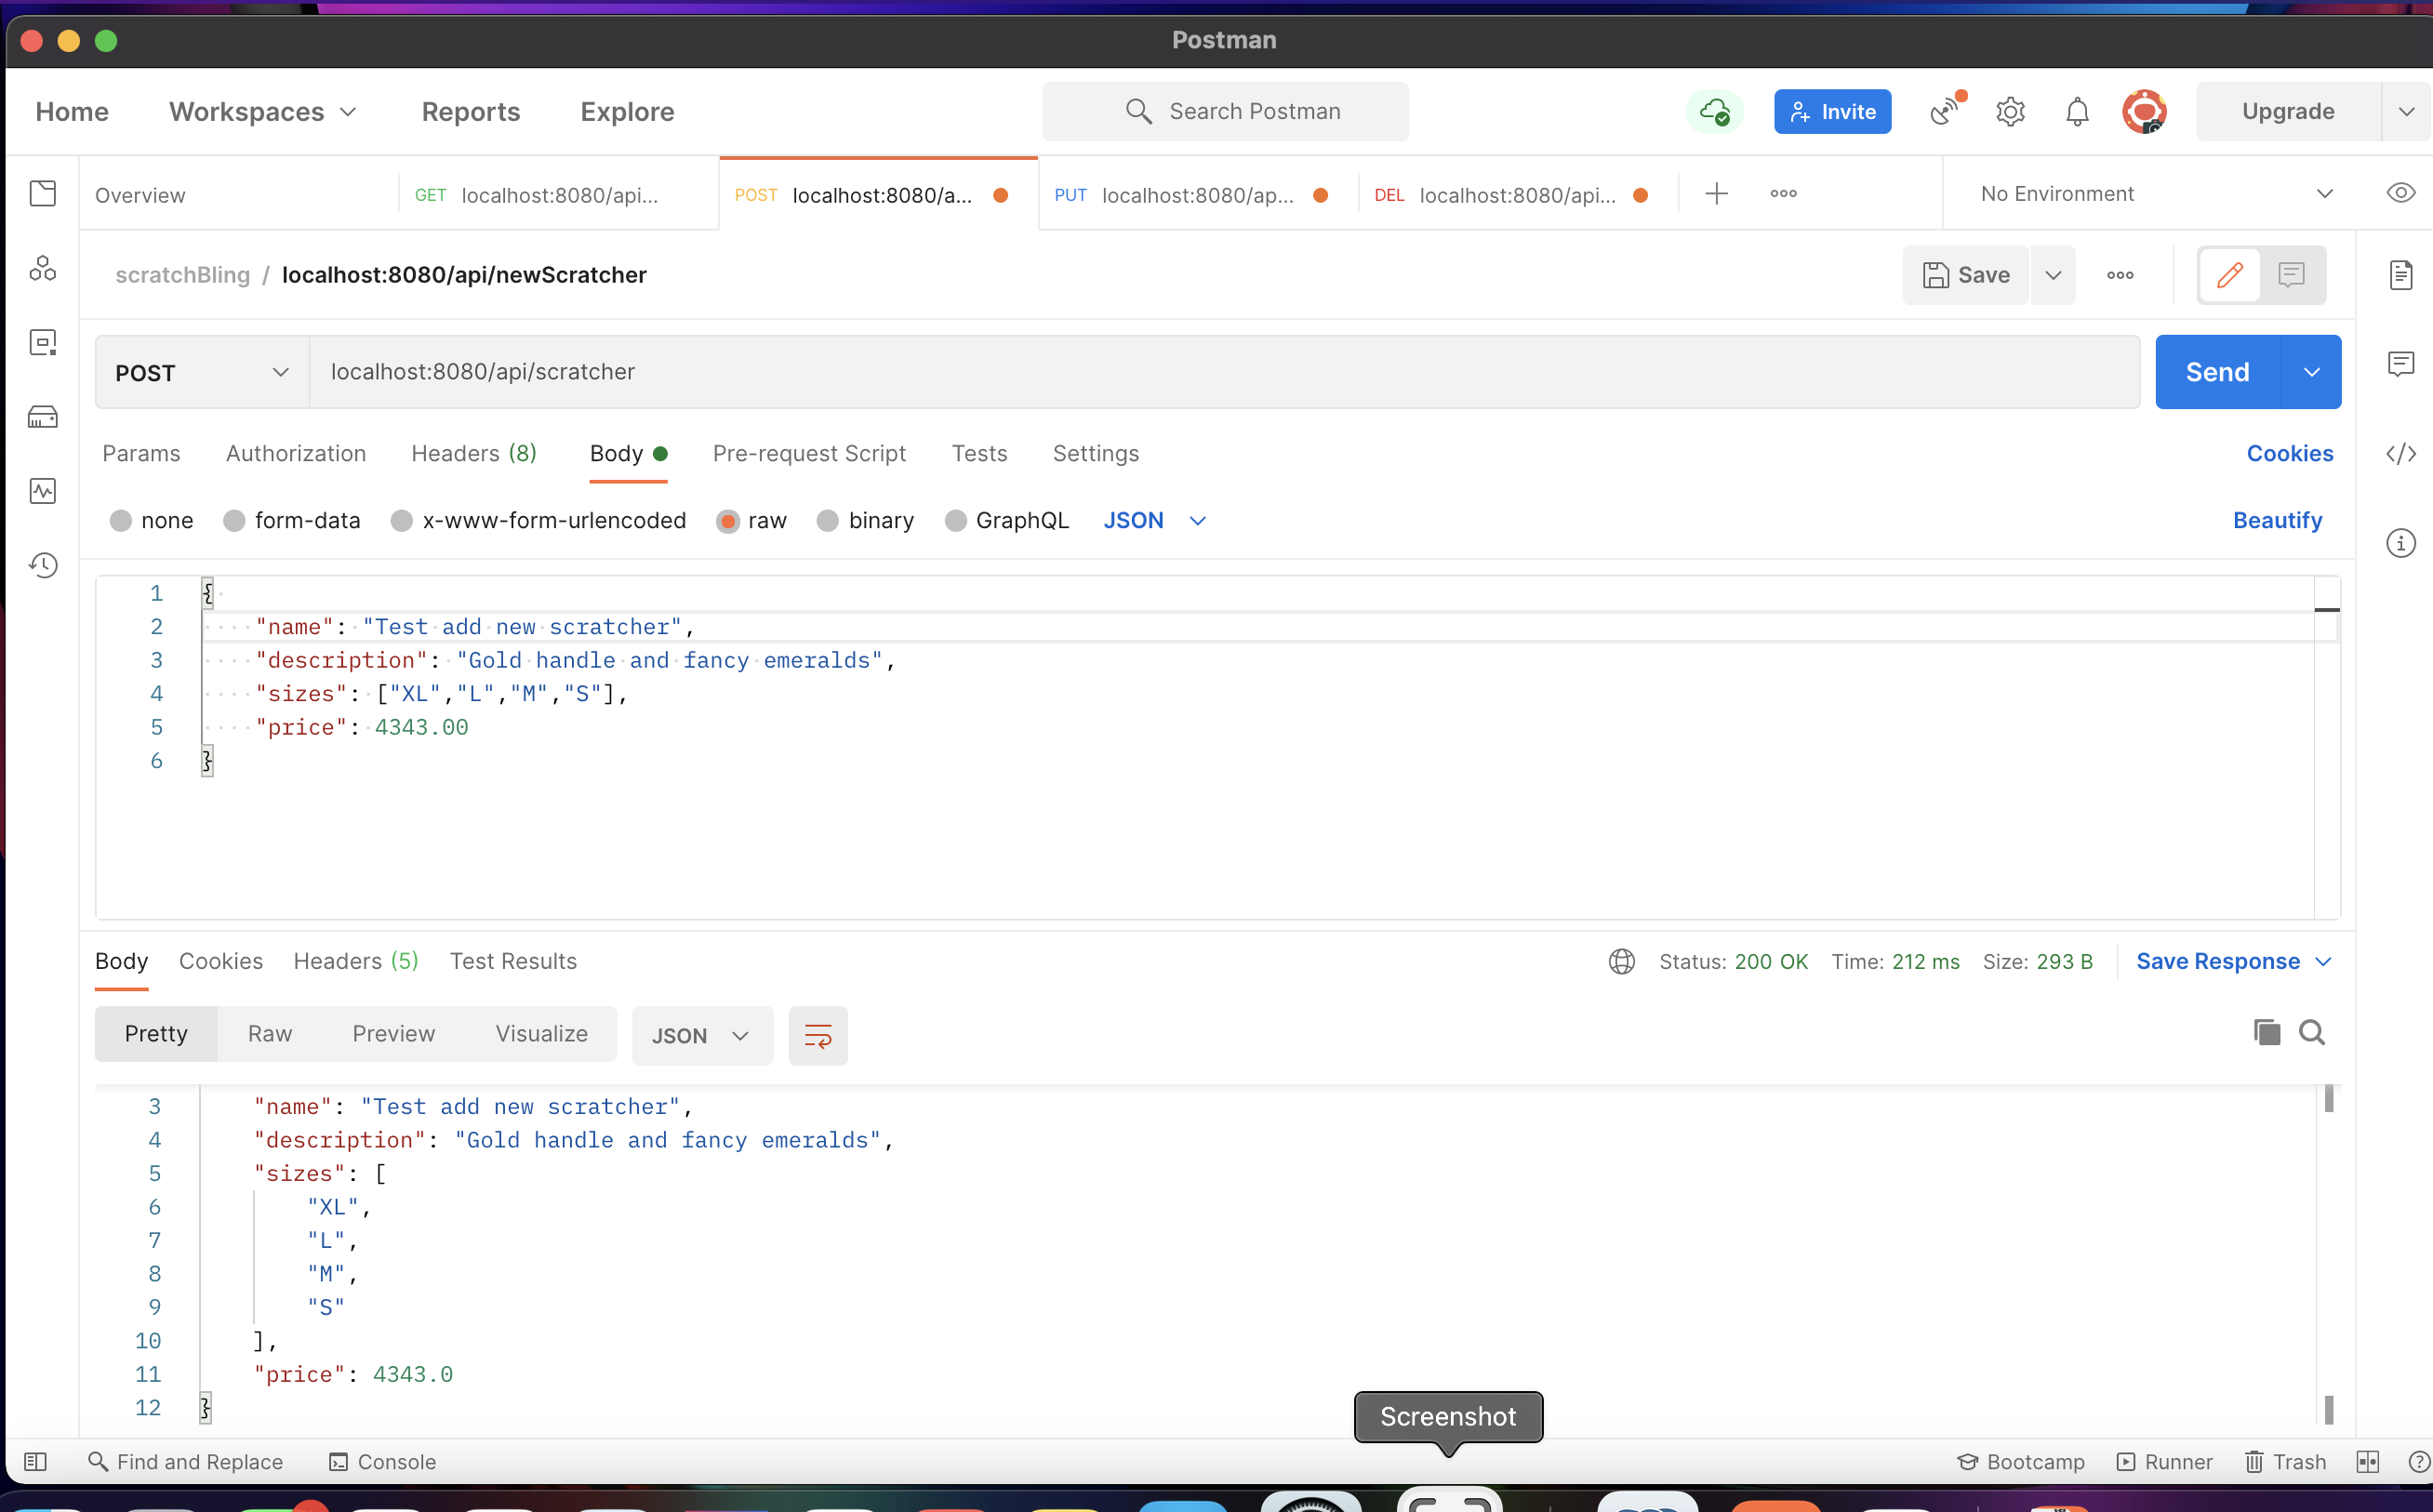 Postman
Home Workspaces Reports Explore Search Postman Invite Upgrade
Overview GET localhost:8080/api... POST localhost:8080/a... PUT localhost:8080/ap... DEL localhost:8080/api... No Environment
scratchBling / localhost:8080/api/newScratcher Save
POST localhost:8080/api/scratcher Send
Params Authorization Headers (8) Body Pre-request Script Tests Settings Cookies
none form-data x-www-form-urlencoded raw binary GraphQL JSON Beautify
1 {
2 "name": "Test add new scratcher",
3 "description": "Gold handle and fancy emeralds",
4 "sizes": ["XL","L","M","S"],
5 "price": 4343.00
6 }
Body Cookies Headers (5) Test Results Status: 200 OK Time: 212 ms Size: 293 B Save Response
Pretty Raw Preview Visualize JSON
3 "name": "Test add new scratcher",
4 "description": "Gold handle and fancy emeralds",
5 "sizes": [
6 "XL",
7 "L",
8 "M",
9 "S"
10 ],
11 "price": 4343.0
12 }
Screenshot
Find and Replace Console Bootcamp Runner Trash